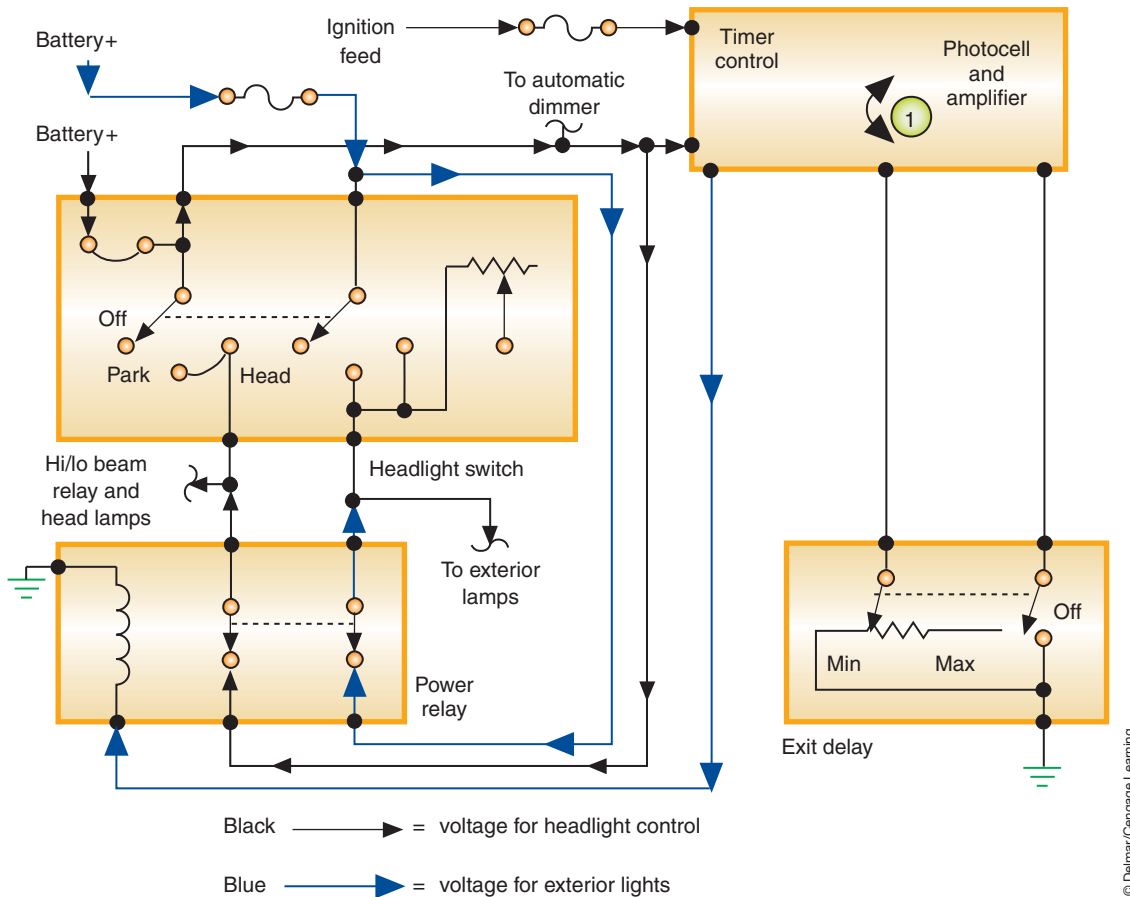 Battery+
Ignition
feed
Timer
control
Photocell
and
amplifier
1
To automatic
dimmer
Battery+
Off
Park
Head
Hi/lo beam
relay and
head lamps
Headlight switch
To exterior
lamps
Power
relay
Off
Min
Max
Exit delay
Black = voltage for headlight control
Blue = voltage for exterior lights
© Delmar/Cengage Learning